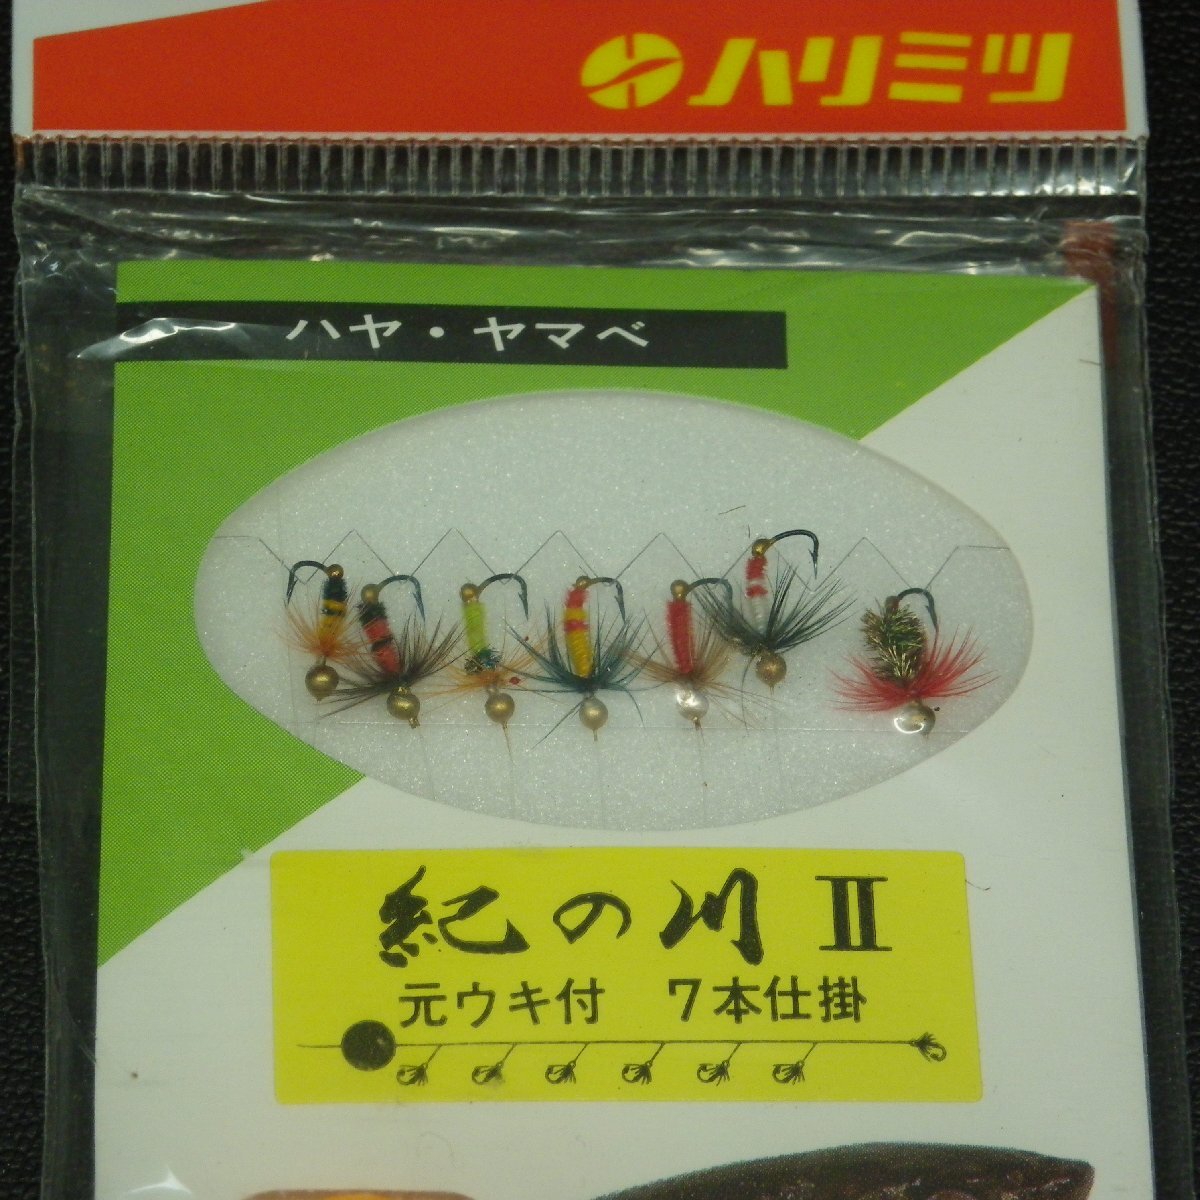 ハリミツ
ハヤ・ヤマベ
紀の川 Ⅱ
元ウキ付 7本仕掛